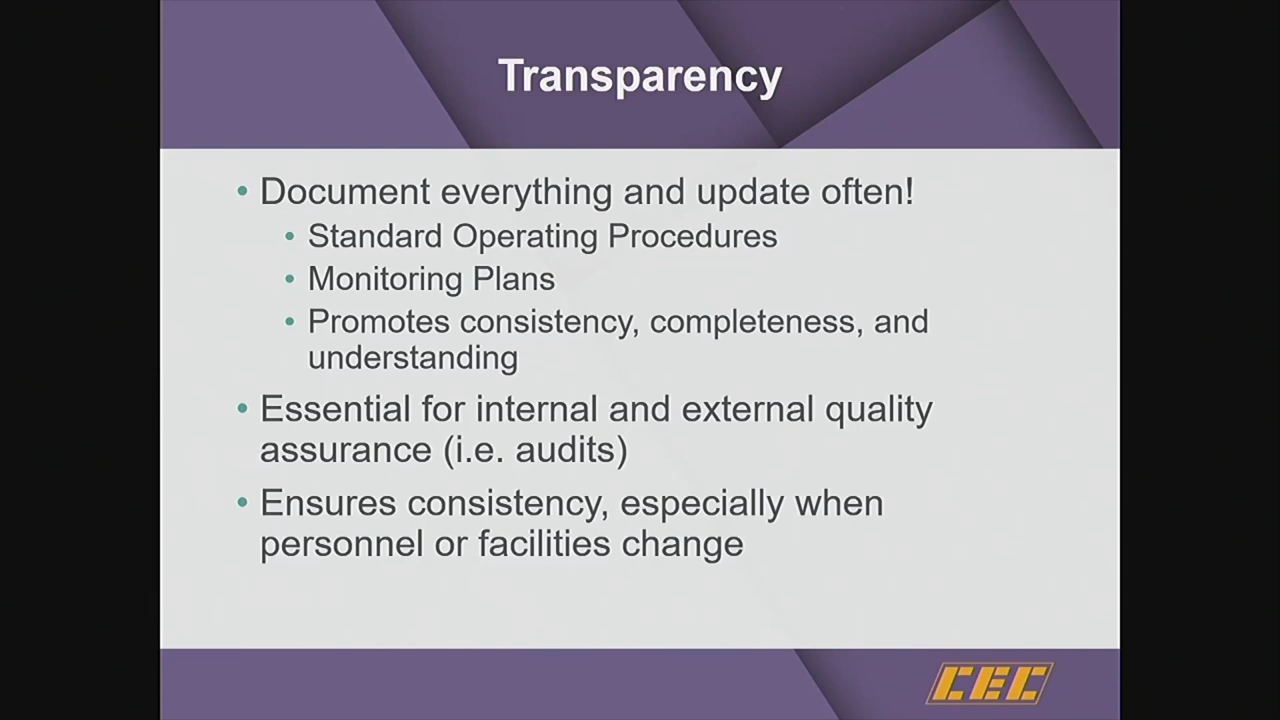 Transparency
• Document everything and update often!
• Standard Operating Procedures
• Monitoring Plans
• Promotes consistency, completeness, and
understanding
• Essential for internal and external quality
assurance (i.e. audits)
• Ensures consistency, especially when
personnel or facilities change
CEC